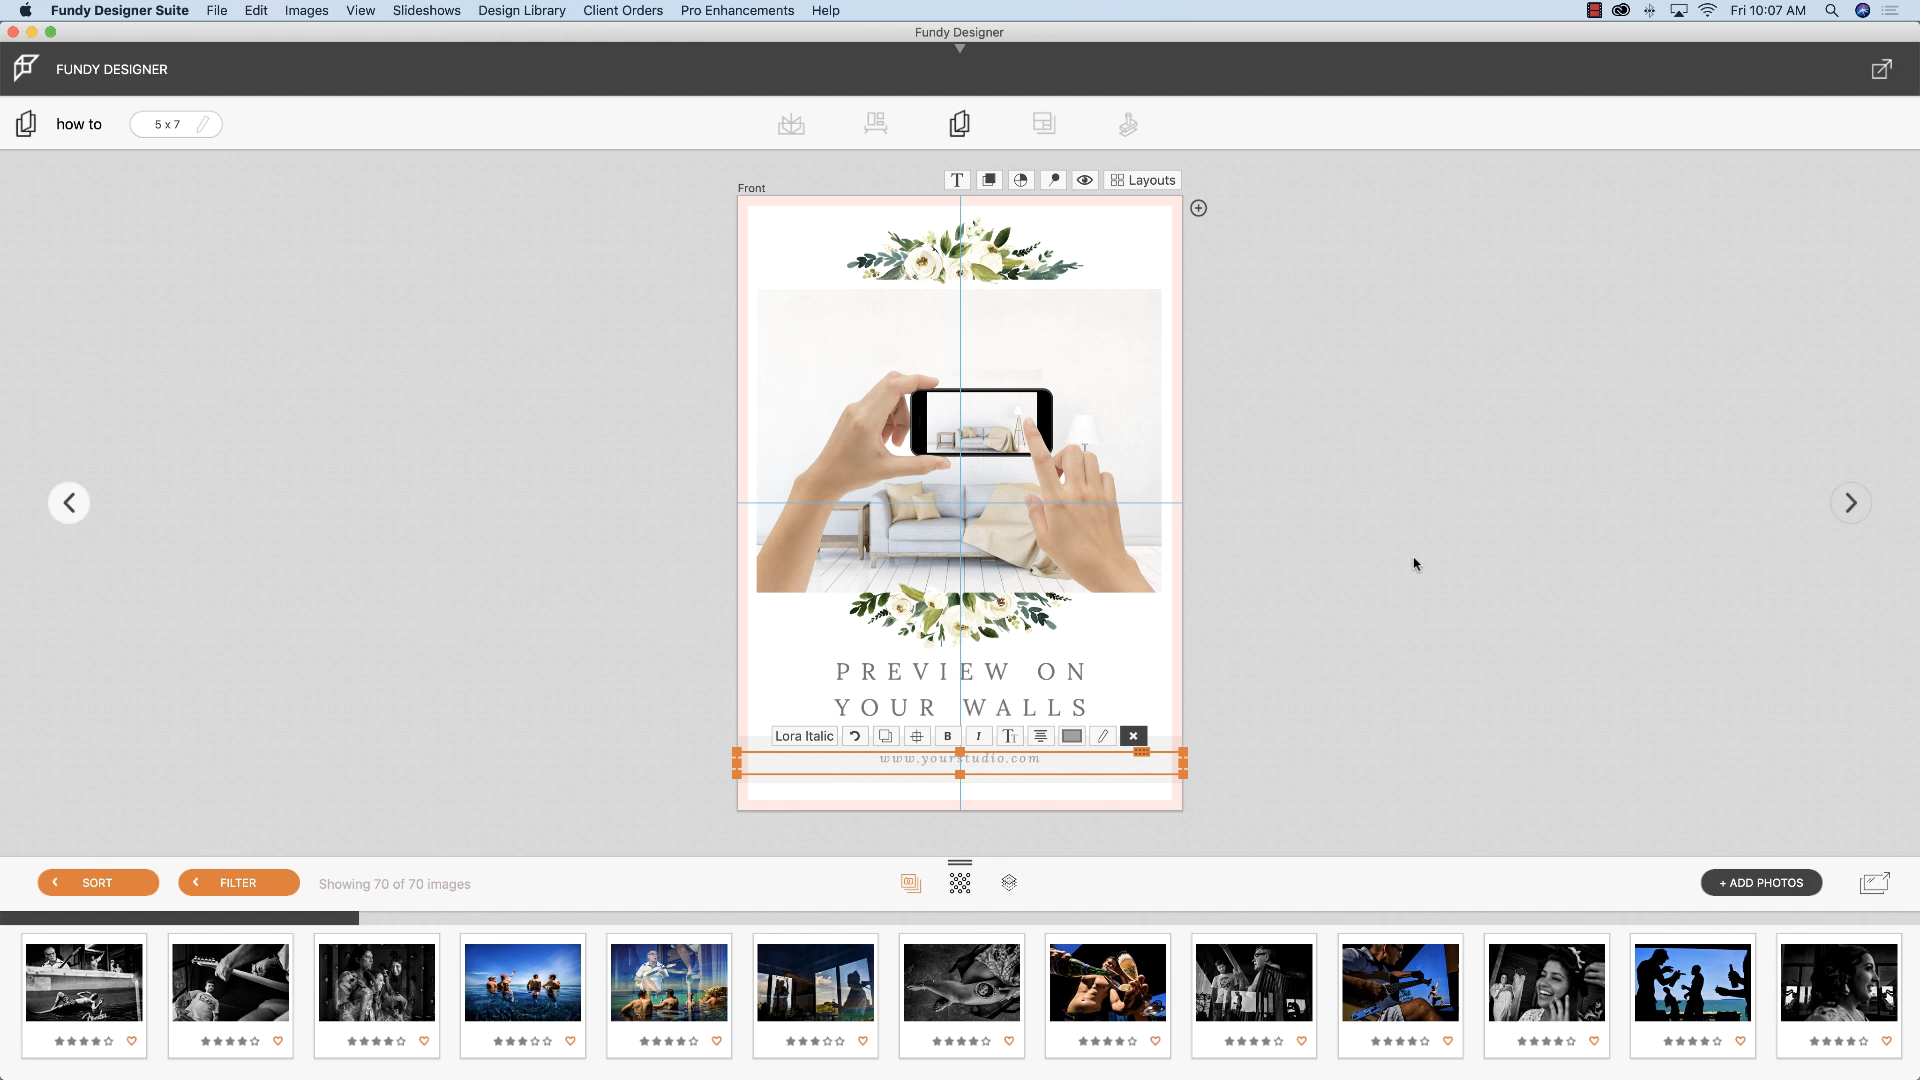 Fundy Designer Suite File Edit Images View Slideshows Design Library Client Orders Pro Enhancements Help Fri 10:07 AM
Fundy Designer
FUNDY DESIGNER
how to 5 x 7
Front T Layouts
PREVIEW ON
YOUR WALLS
Lora Italic B I TT
www.yourstudio.com
SORT FILTER Showing 70 of 70 images + ADD PHOTOS